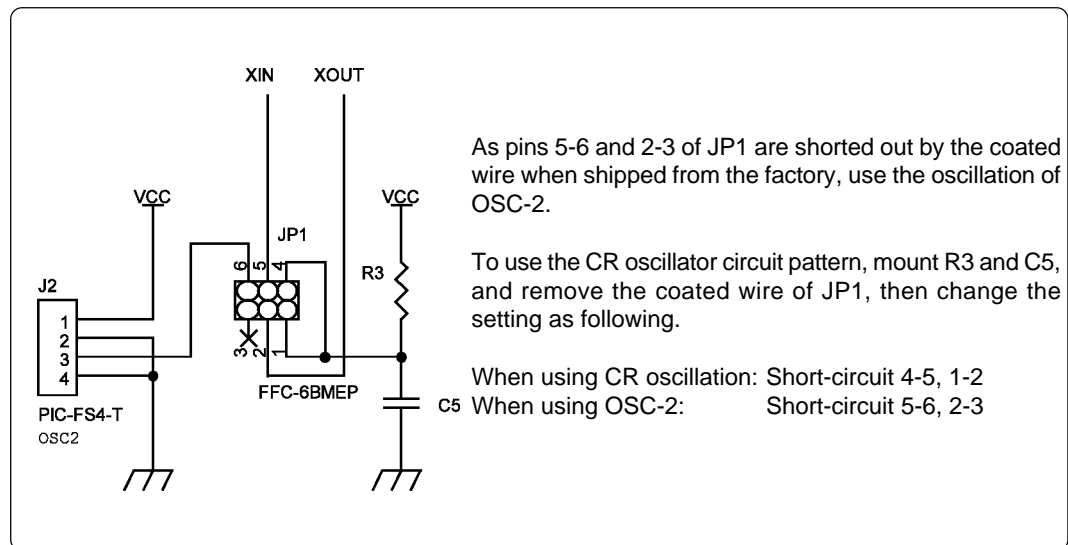 XIN XOUT
VCC
VCC
JP1
6 5 4
R3
J2
1
2
3
4
3 2 1
FFC-6BMEP
C5
PIC-FS4-T
OSC2
As pins 5-6 and 2-3 of JP1 are shorted out by the coated
wire when shipped from the factory, use the oscillation of
OSC-2.
To use the CR oscillator circuit pattern, mount R3 and C5,
and remove the coated wire of JP1, then change the
setting as following.
When using CR oscillation: Short-circuit 4-5, 1-2
When using OSC-2: Short-circuit 5-6, 2-3